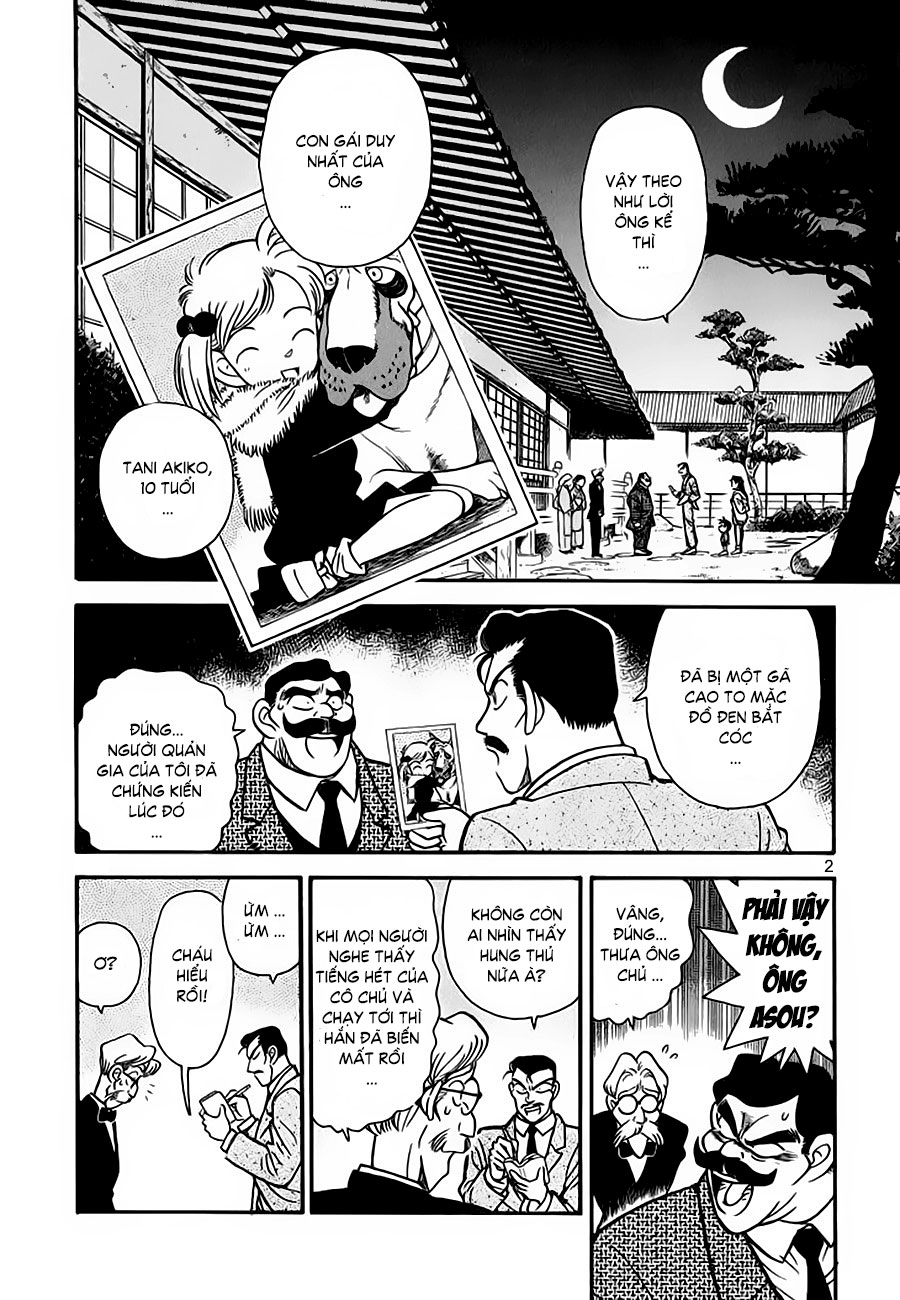 VẬY THEO
NHƯ LỜI
ÔNG KỂ
THÌ
...
CON GÁI DUY
NHẤT CỦA
ÔNG
...
TANI AKIKO,
10 TUỔI
...
ĐÃ BỊ MỘT GÃ
CAO TO MẶC
ĐỒ ĐEN BẮT
CÓC
...
ĐÚNG...
NGƯỜI QUẢN
GIA CỦA TÔI ĐÃ
CHỨNG KIẾN
LÚC ĐÓ
...
2
PHẢI VẬY
KHÔNG,
ÔNG
ASOU?
VÂNG,
ĐÚNG...
THƯA ÔNG
CHỦ ...
KHÔNG CÒN
AI NHÌN THẤY
HUNG THỦ
NỮA À?
KHI MỌI NGƯỜI
NGHE THẤY
TIẾNG HÉT CỦA
CÔ CHỦ VÀ
CHẠY TỚI THÌ
HẮN ĐÃ BIẾN
MẤT RỒI
...
ỪM ...
ỪM ...
CHÁU
HIỂU
RỒI!
Ơ?